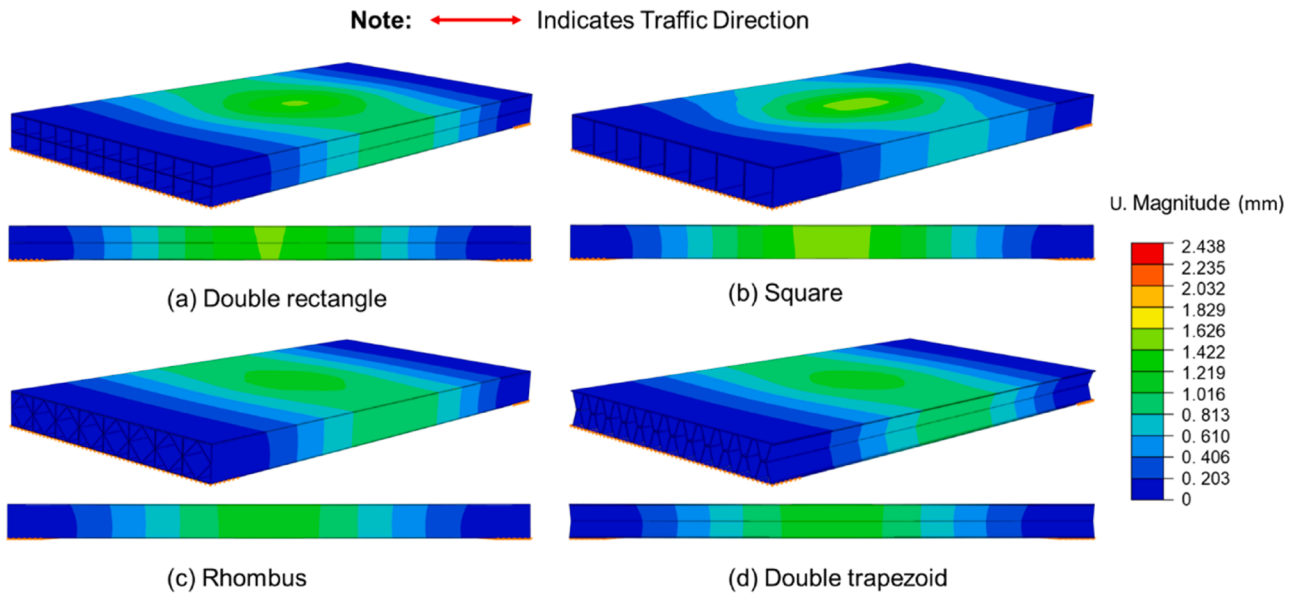 Note: Indicates Traffic Direction
(a) Double rectangle
(b) Square
U. Magnitude (mm)
2.438
2.235
2.032
1.829
1.626
1.422
1.219
1.016
0.813
0.610
0.406
0.203
0
(c) Rhombus
(d) Double trapezoid